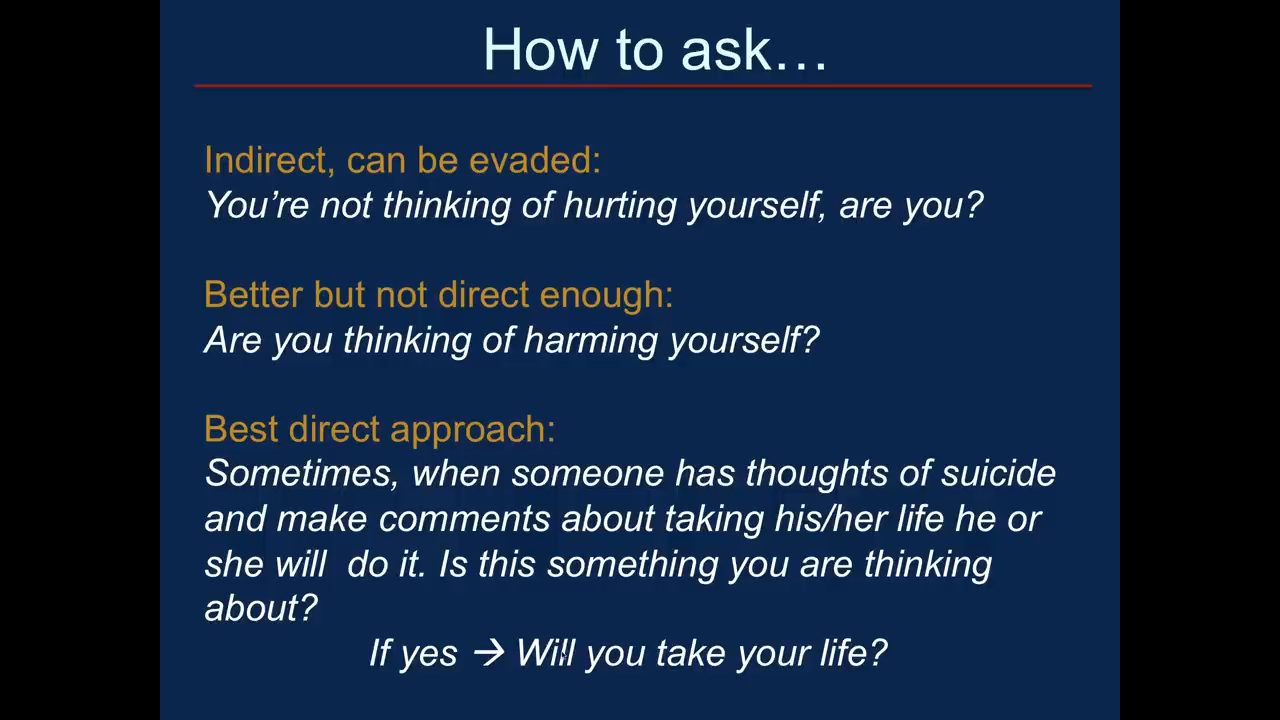 How to ask…
Indirect, can be evaded:
You’re not thinking of hurting yourself, are you?
Better but not direct enough:
Are you thinking of harming yourself?
Best direct approach:
Sometimes, when someone has thoughts of suicide
and make comments about taking his/her life he or
she will  do it. Is this something you are thinking
about?
If yes → Will you take your life?